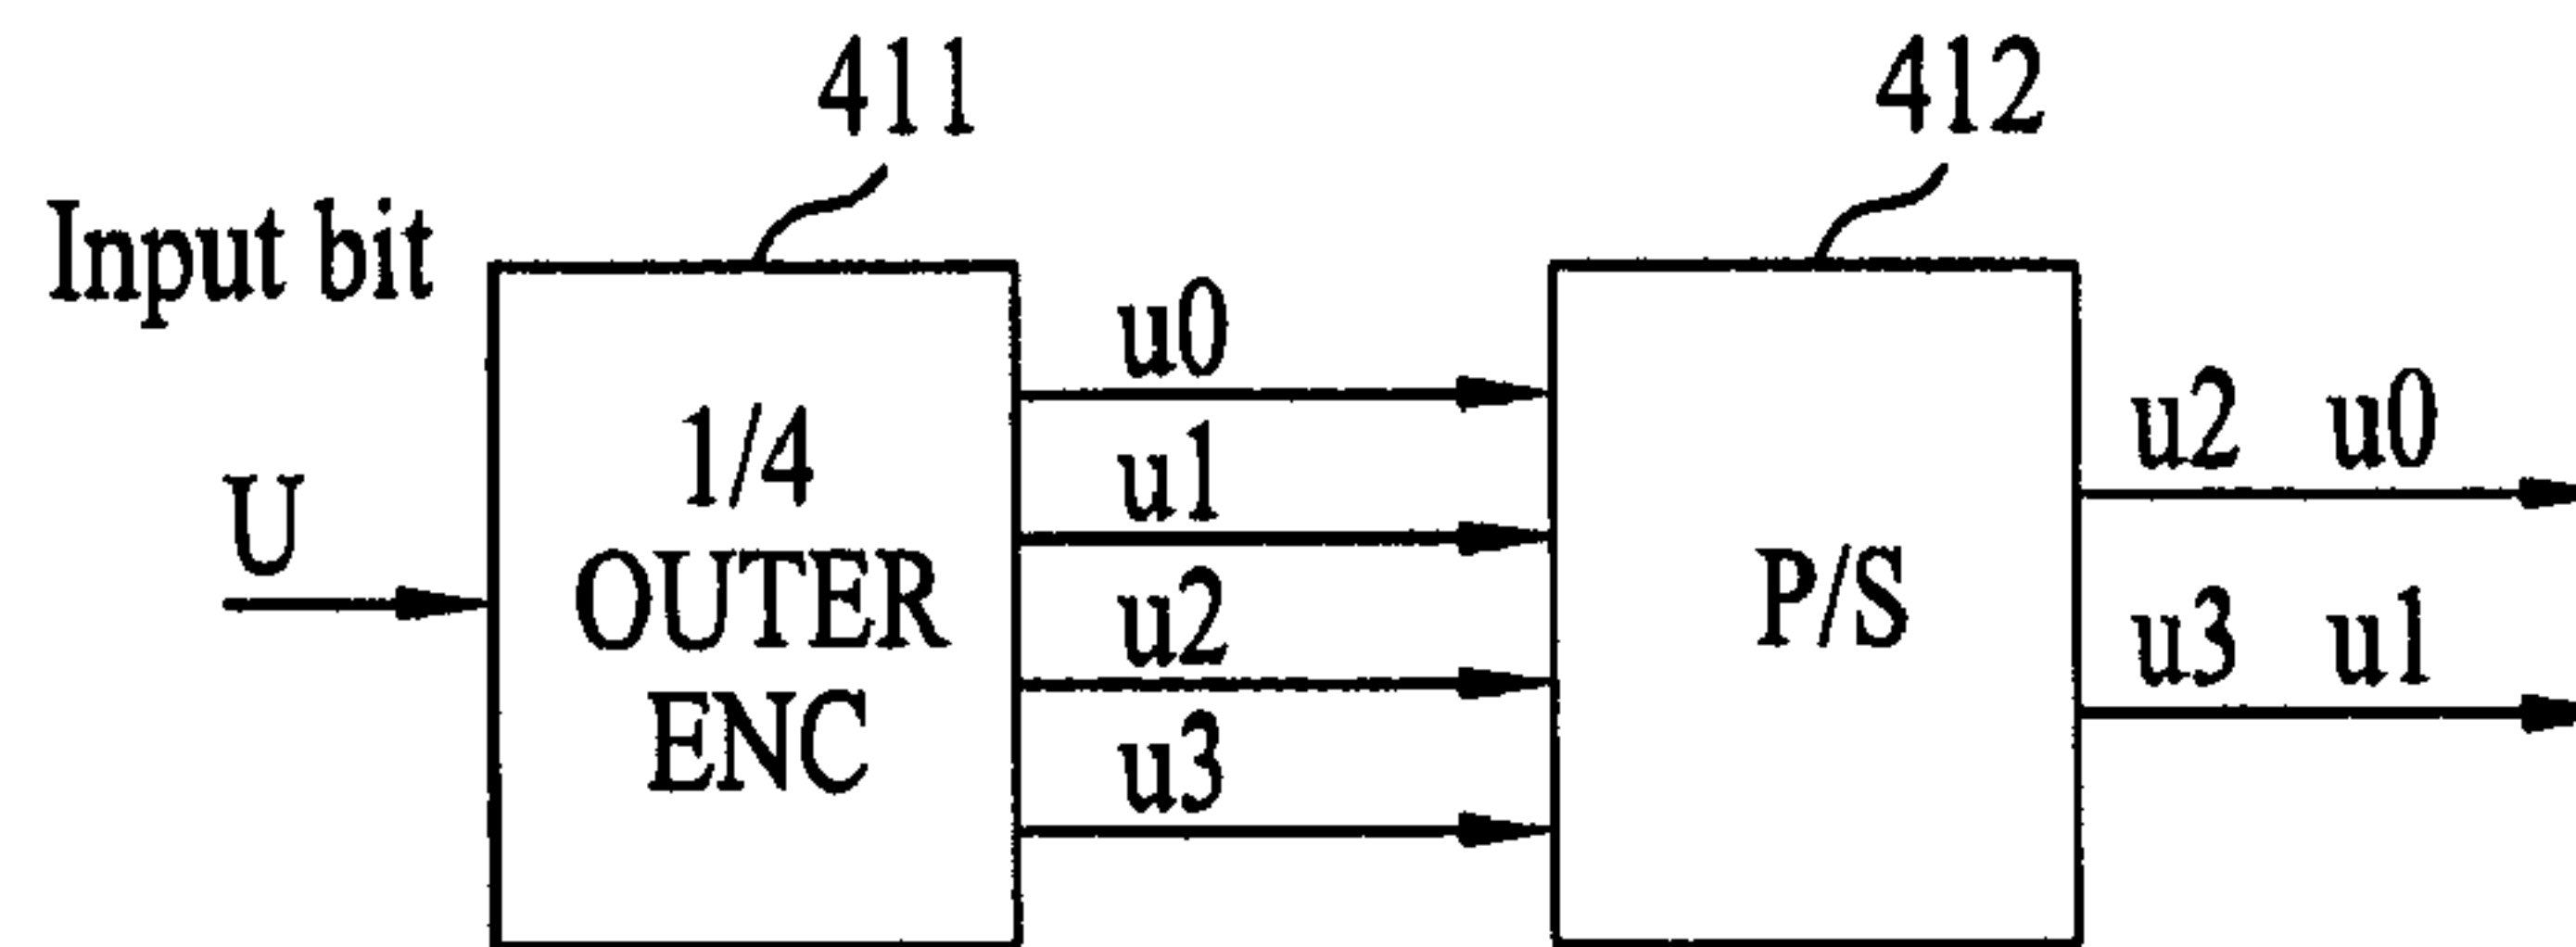 411
412
Input bit
U
1/4
OUTER
ENC
u0
u1
u2
u3
P/S
u2 u0
u3 u1